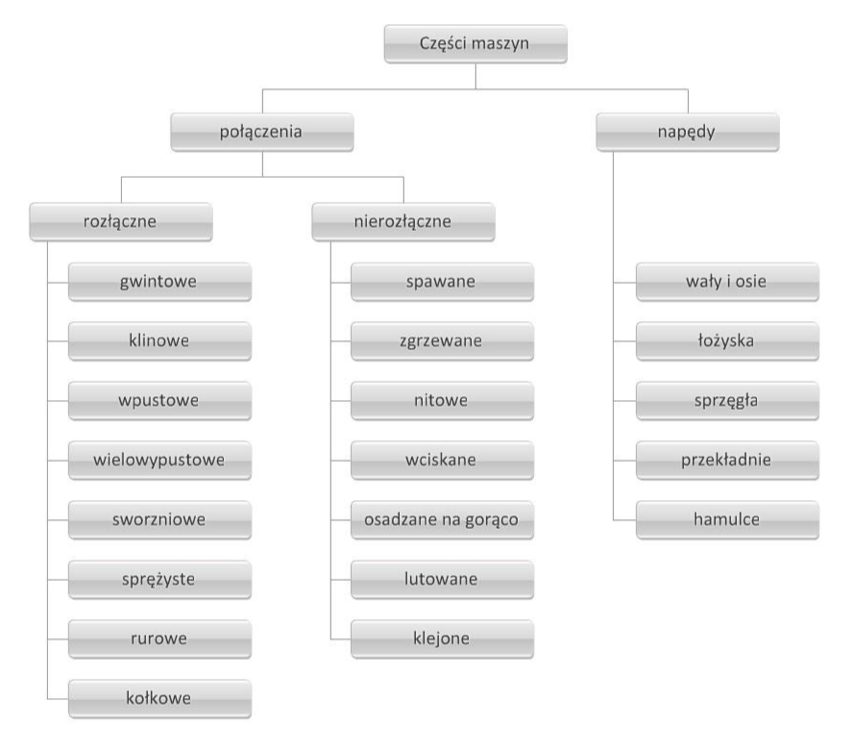 Części maszyn
połączenia
napędy
rozłączne
nierozłączne
gwintowe
klinowe
wpustowe
wielowypustowe
sworzniowe
sprężyste
rurowe
kołkowe
spawane
zgrzewane
nitowe
wciskane
osadzane na gorąco
lutowane
klejone
wały i osie
łożyska
sprzęgła
przekładnie
hamulce